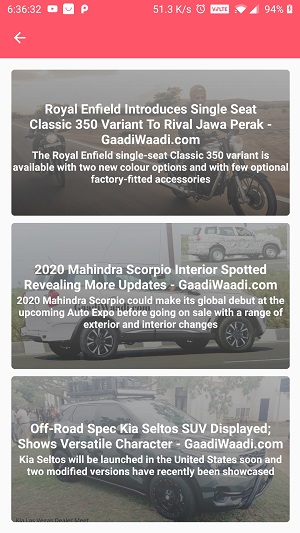 6:36:32
P
51.3 K/s
VoLTE
94%
Royal Enfield Introduces Single Seat
Classic 350 Variant To Rival Jawa Perak -
GaadiWaadi.com
The Royal Enfield single-seat Classic 350 variant is
available with two new colour options and with few optional
factory-fitted accessories
2020 Mahindra Scorpio Interior Spotted
Revealing More Updates - GaadiWaadi.com
2020 Mahindra Scorpio could make its global debut at the
upcoming Auto Expo before going on sale with a range of
exterior and interior changes
Off-Road Spec Kia Seltos SUV Displayed;
Shows Versatile Character - GaadiWaadi.com
Kia Seltos will be launched in the United States soon and
two modified versions have recently been showcased
Kia Las Vegas Dealer Meet